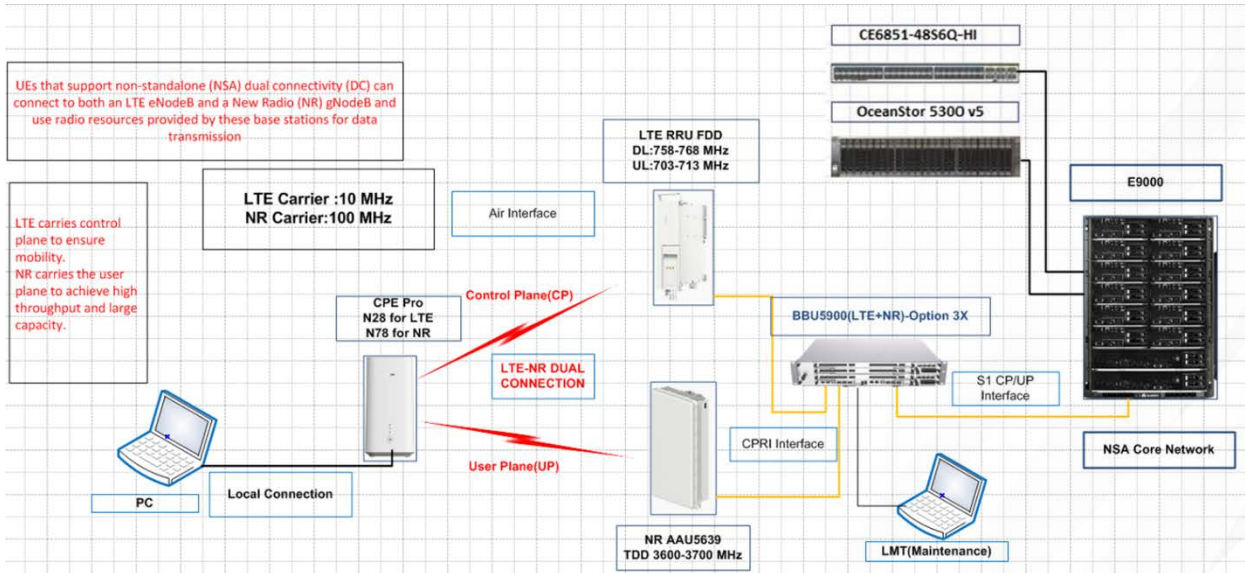 CE6851-48S6Q-HI
UEs that support non-standalone (NSA) dual connectivity (DC) can
connect to both an LTE eNodeB and a New Radio (NR) gNodeB and
use radio resources provided by these base stations for data
transmission
OceanStor 5300 v5
LTE RRU FDD
DL:758-768 MHz
UL:703-713 MHz
E9000
LTE Carrier :10 MHz
NR Carrier:100 MHz
Air Interface
LTE carries control
plane to ensure
mobility.
NR carries the user
plane to achieve high
throughput and large
capacity.
Control Plane(CP)
CPE Pro
N28 for LTE
N78 for NR
BBU5900(LTE+NR)-Option 3X
LTE-NR DUAL
CONNECTION
S1 CP/UP
Interface
CPRI Interface
User Plane(UP)
NSA Core Network
Local Connection
PC
NR AAU5639
TDD 3600-3700 MHz
LMT(Maintenance)